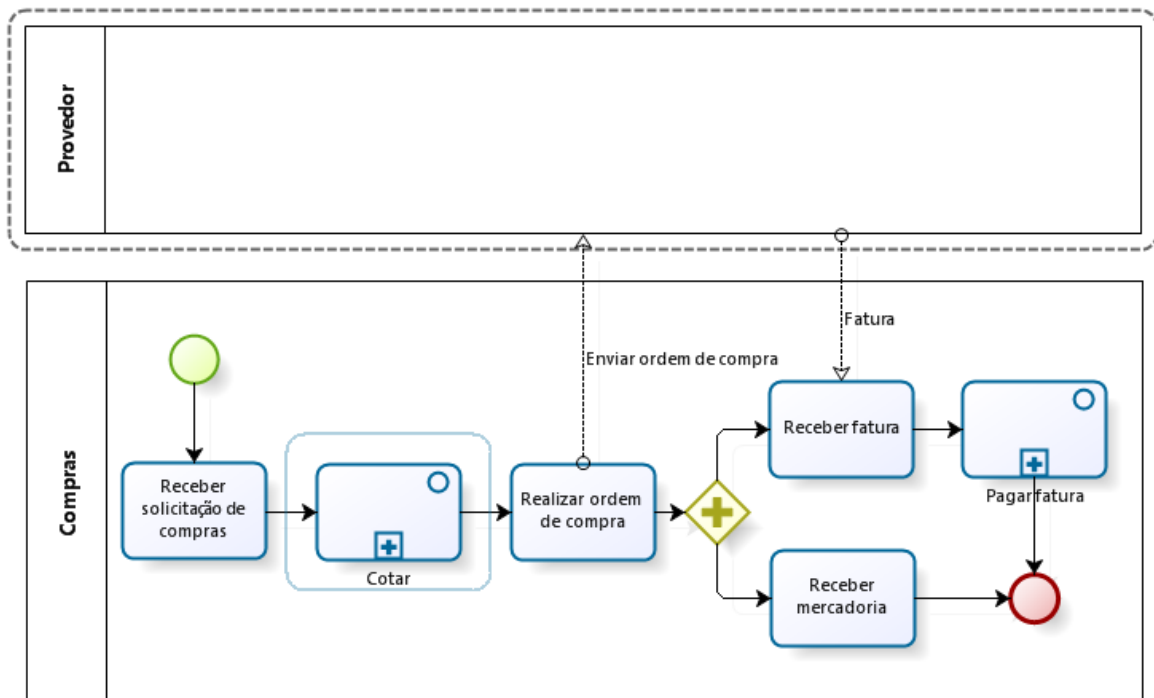 Provedor
Compras
Fatura
Enviar ordem de compra
Receber
solicitação de
compras
Cotar
Realizar ordem
de compra
Receber fatura
Pagar fatura
Receber
mercadoria